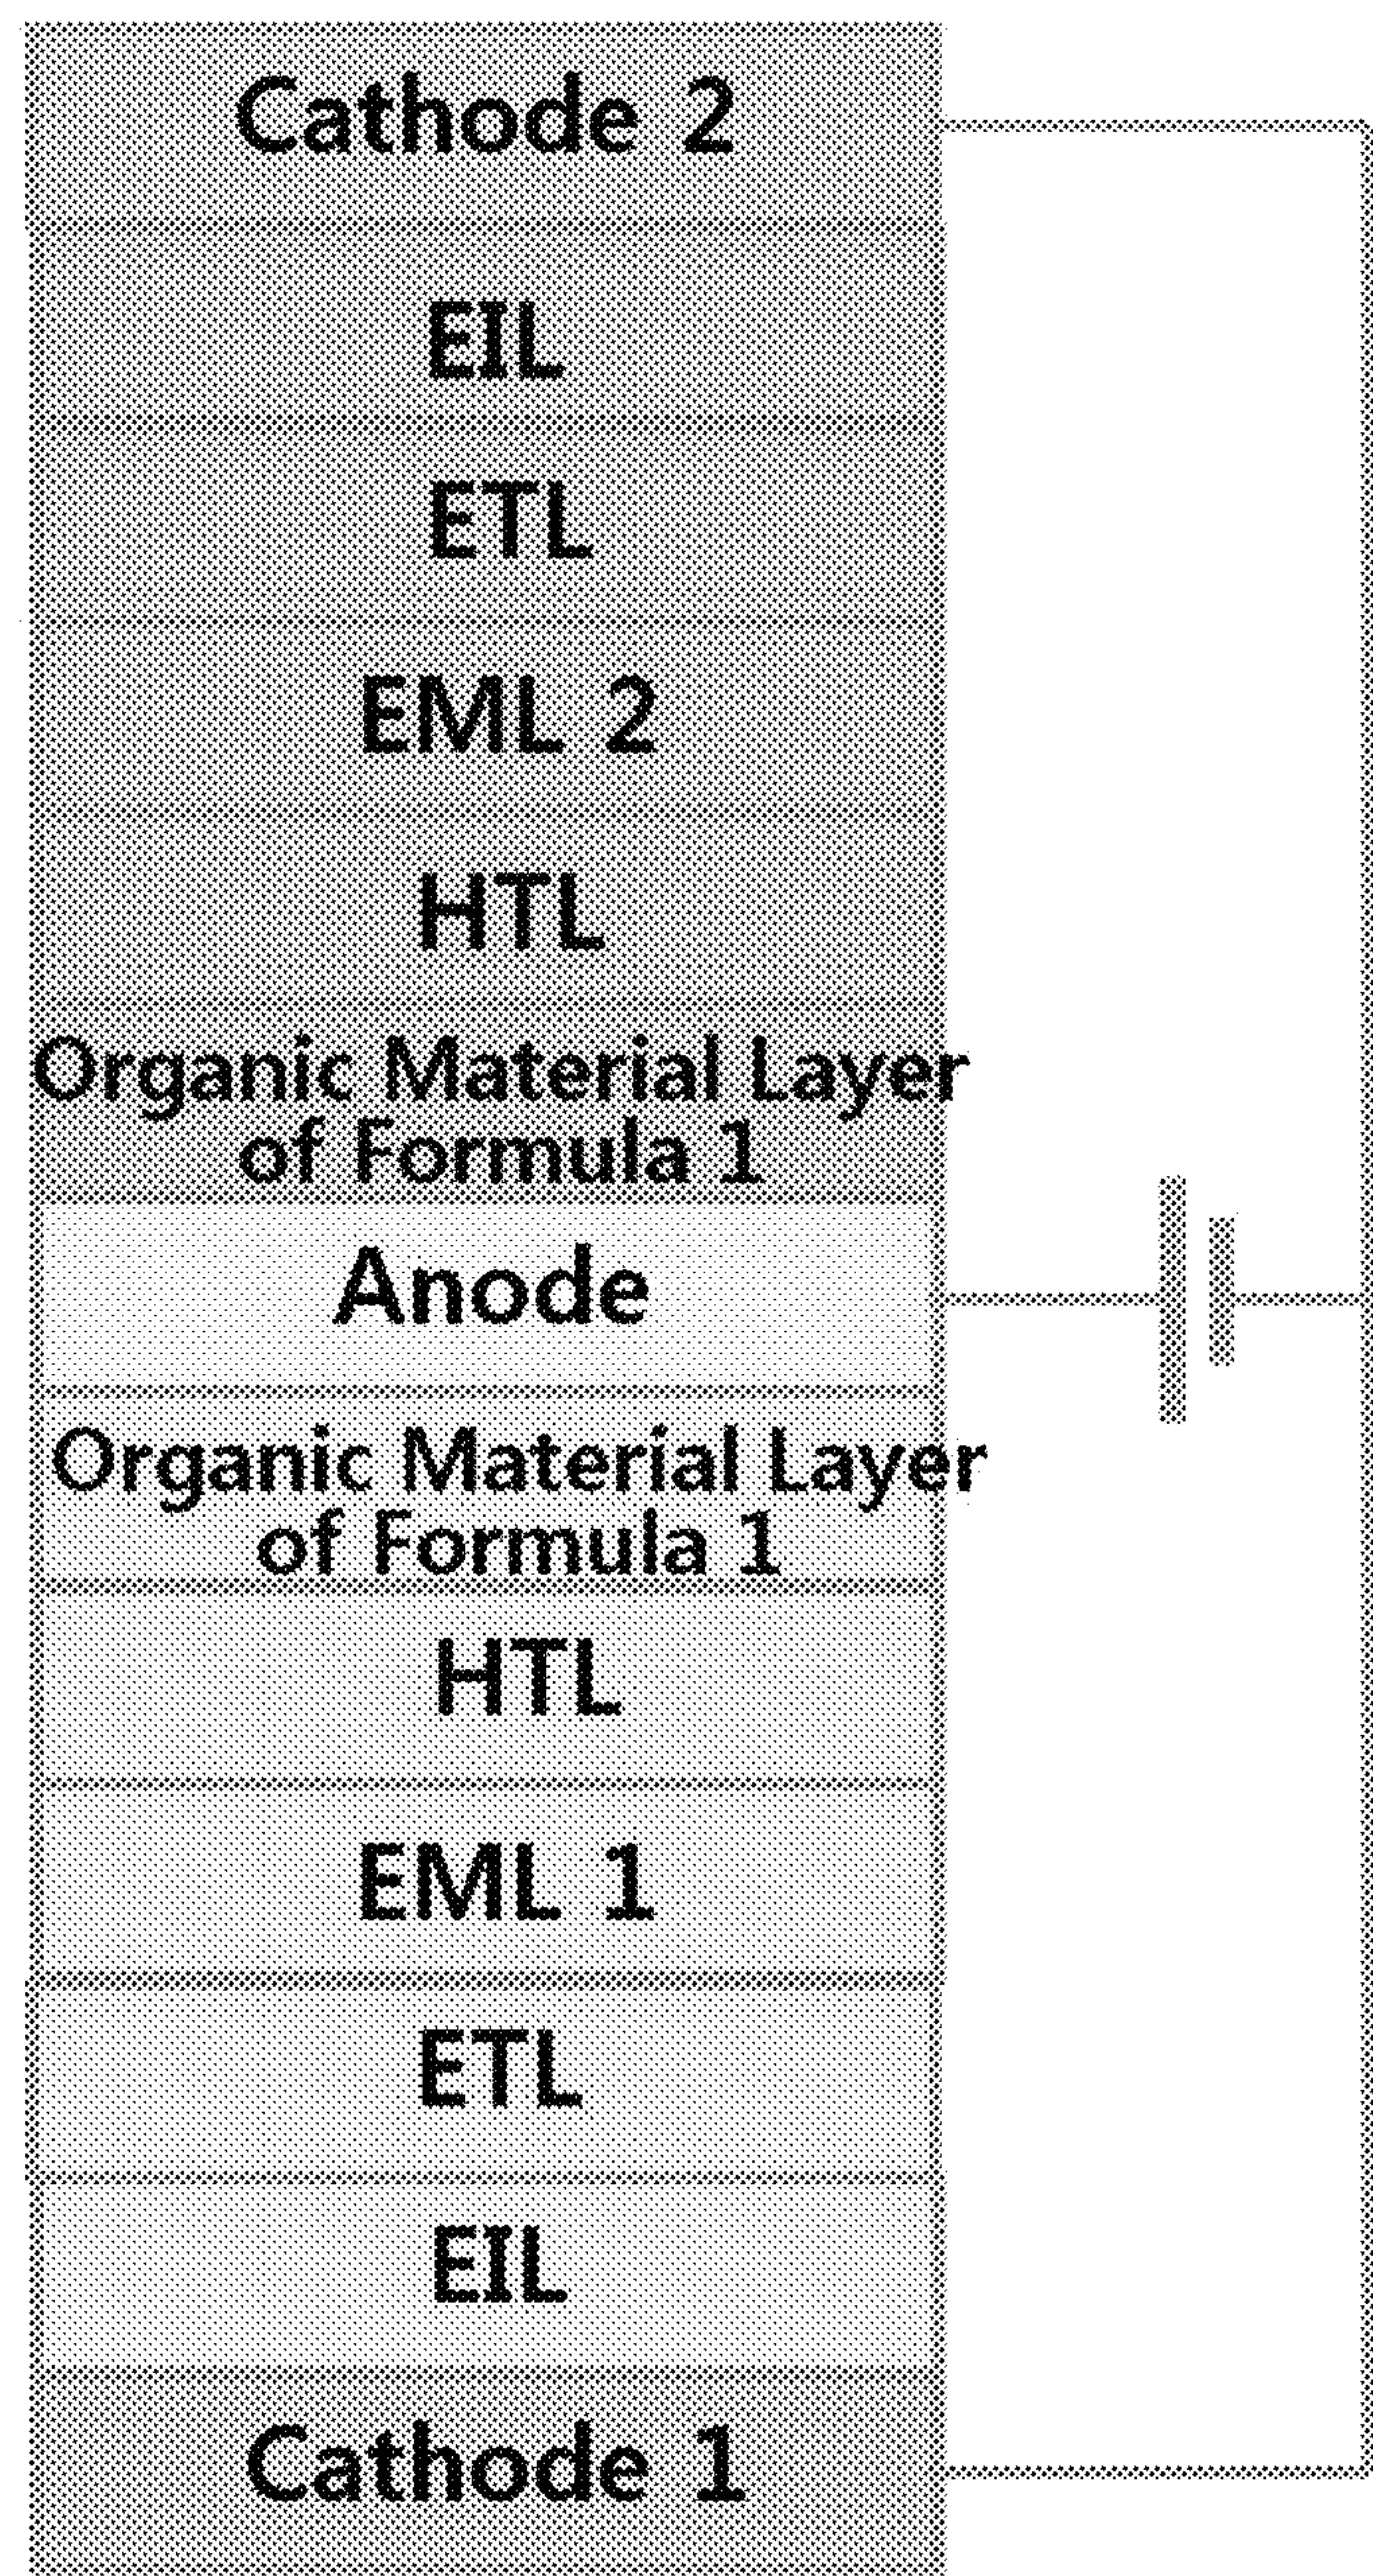 Cathode 2
EIL
ETL
EML 2
HTL
Organic Material Layer
of Formula 1
Anode
Organic Material Layer
of Formula 1
HTL
EML 1
ETL
EIL
Cathode 1